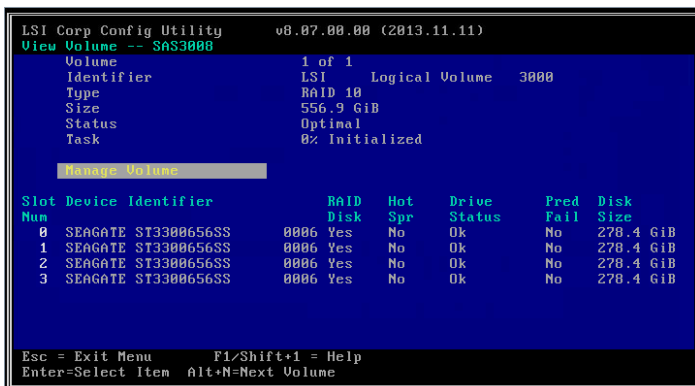 LSI Corp Config Utility v8.07.00.00 (2013.11.11)
View Volume -- SAS3008
Volume 1 of 1
Identifier LSI Logical Volume 3000
Type RAID 10
Size 556.9 GiB
Status Optimal
Task 0% Initialized
Manage Volume
Slot Device Identifier RAID Hot Drive Pred Disk
Num Disk Spr Status Fail Size
0 SEAGATE ST3300656SS 0006 Yes No Ok No 278.4 GiB
1 SEAGATE ST3300656SS 0006 Yes No Ok No 278.4 GiB
2 SEAGATE ST3300656SS 0006 Yes No Ok No 278.4 GiB
3 SEAGATE ST3300656SS 0006 Yes No Ok No 278.4 GiB
Esc = Exit Menu F1/Shift+1 = Help
Enter=Select Item Alt+N=Next Volume